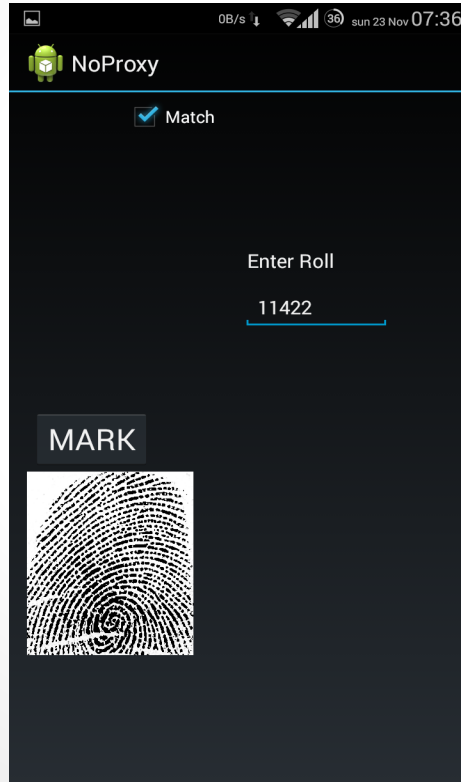 0B/s 36 sun 23 Nov 07:36
NoProxy
Match
Enter Roll
11422
MARK